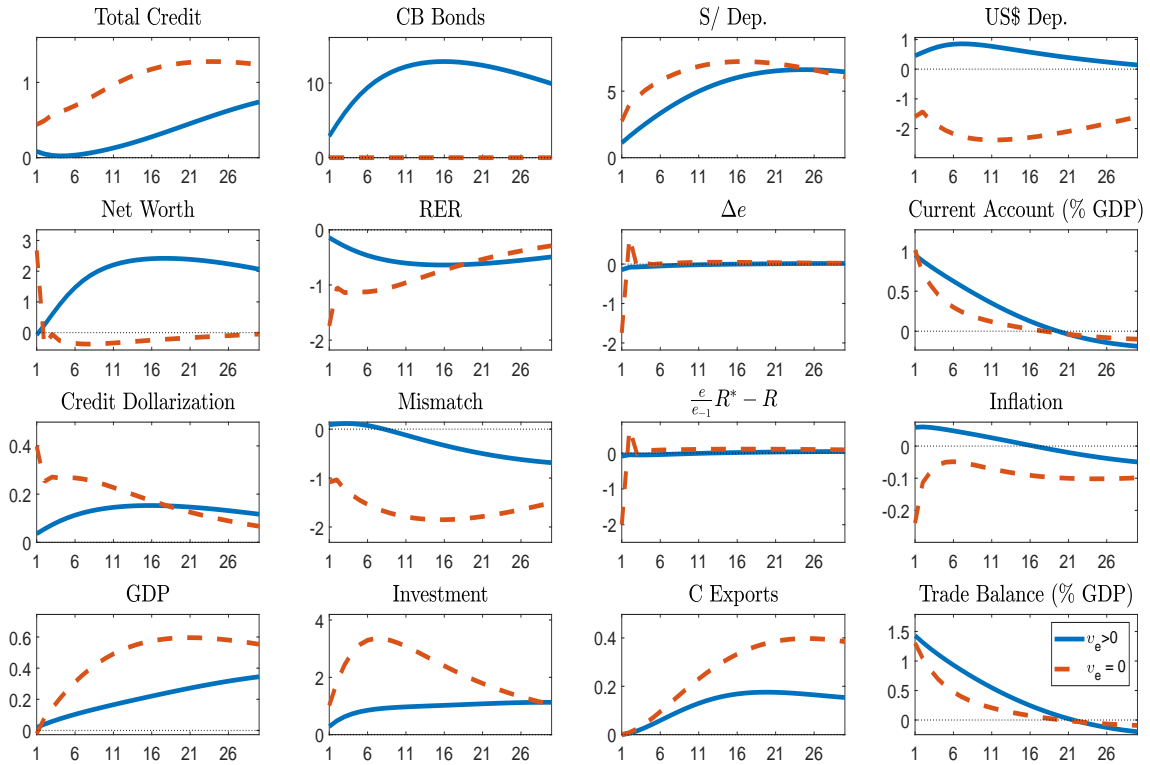 Total Credit
CB Bonds
S/ Dep.
US$ Dep.
1
0
1 6 11 16 21 26
10
0
1 6 11 16 21 26
5
0
1 6 11 16 21 26
1
0
-1
-2
1 6 11 16 21 26
Net Worth
RER
Δe
Current Account (% GDP)
3
2
1
0
1 6 11 16 21 26
0
-1
-2
1 6 11 16 21 26
0
-1
-2
1 6 11 16 21 26
1
0.5
0
1 6 11 16 21 26
Credit Dollarization
Mismatch
e/e₋₁ R* − R
Inflation
0.4
0.2
0
1 6 11 16 21 26
0
-1
-2
1 6 11 16 21 26
0
-1
-2
1 6 11 16 21 26
0
-0.1
-0.2
1 6 11 16 21 26
GDP
Investment
C Exports
Trade Balance (% GDP)
0.6
0.4
0.2
0
1 6 11 16 21 26
4
2
0
1 6 11 16 21 26
0.4
0.2
0
1 6 11 16 21 26
1.5
1.0
0.5
0
1 6 11 16 21 26
v_e>0
v_e = 0